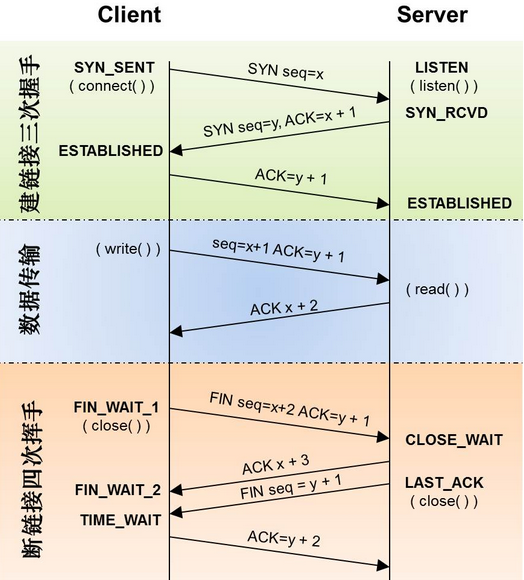 Client
Server
建链接三次握手
SYN_SENT
( connect( ) )
SYN seq=x
LISTEN
( listen( ) )
SYN_RCVD
SYN seq=y, ACK=x + 1
ESTABLISHED
ACK=y + 1
ESTABLISHED
数据传输
( write( ) )
seq=x+1 ACK=y + 1
( read( ) )
ACK x + 2
断链接四次挥手
FIN_WAIT_1
( close( ) )
FIN seq=x+2 ACK=y + 1
CLOSE_WAIT
ACK x + 3
FIN_WAIT_2
FIN seq = y + 1
LAST_ACK
( close( ) )
TIME_WAIT
ACK=y + 2